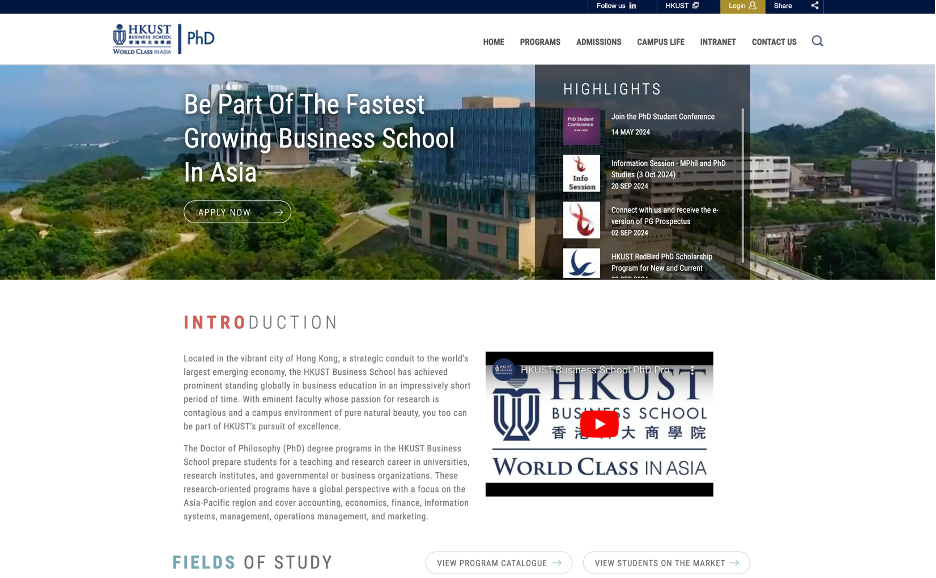 Follow us in
HKUST
Login
Share
HKUST
BUSINESS SCHOOL
香港科大商學院
WORLD CLASS IN ASIA
PhD
HOME
PROGRAMS
ADMISSIONS
CAMPUS LIFE
INTRANET
CONTACT US
Be Part Of The Fastest
Growing Business School
In Asia
APPLY NOW
HIGHLIGHTS
PhD Student
Conference
Join the PhD Student Conference
14 MAY 2024
Info
Session
Information Session - MPhil and PhD
Studies (3 Oct 2024)
20 SEP 2024
Connect with us and receive the e-
version of PG Prospectus
02 SEP 2024
HKUST RedBird PhD Scholarship
Program for New and Current
INTRODUCTION
Located in the vibrant city of Hong Kong, a strategic conduit to the world's
largest emerging economy, the HKUST Business School has achieved
prominent standing globally in business education in an impressively short
period of time. With eminent faculty whose passion for research is
contagious and a campus environment of pure natural beauty, you too can
be part of HKUST's pursuit of excellence.
The Doctor of Philosophy (PhD) degree programs in the HKUST Business
School prepare students for a teaching and research career in universities,
research institutes, and governmental or business organizations. These
research-oriented programs have a global perspective with a focus on the
Asia-Pacific region and cover accounting, economics, finance, information
systems, management, operations management, and marketing.
HKUST Business School PhD Pro...
HKUST
BUSINESS SCHOOL
香港 大商學院
WORLD CLASS IN ASIA
FIELDS OF STUDY
VIEW PROGRAM CATALOGUE
VIEW STUDENTS ON THE MARKET